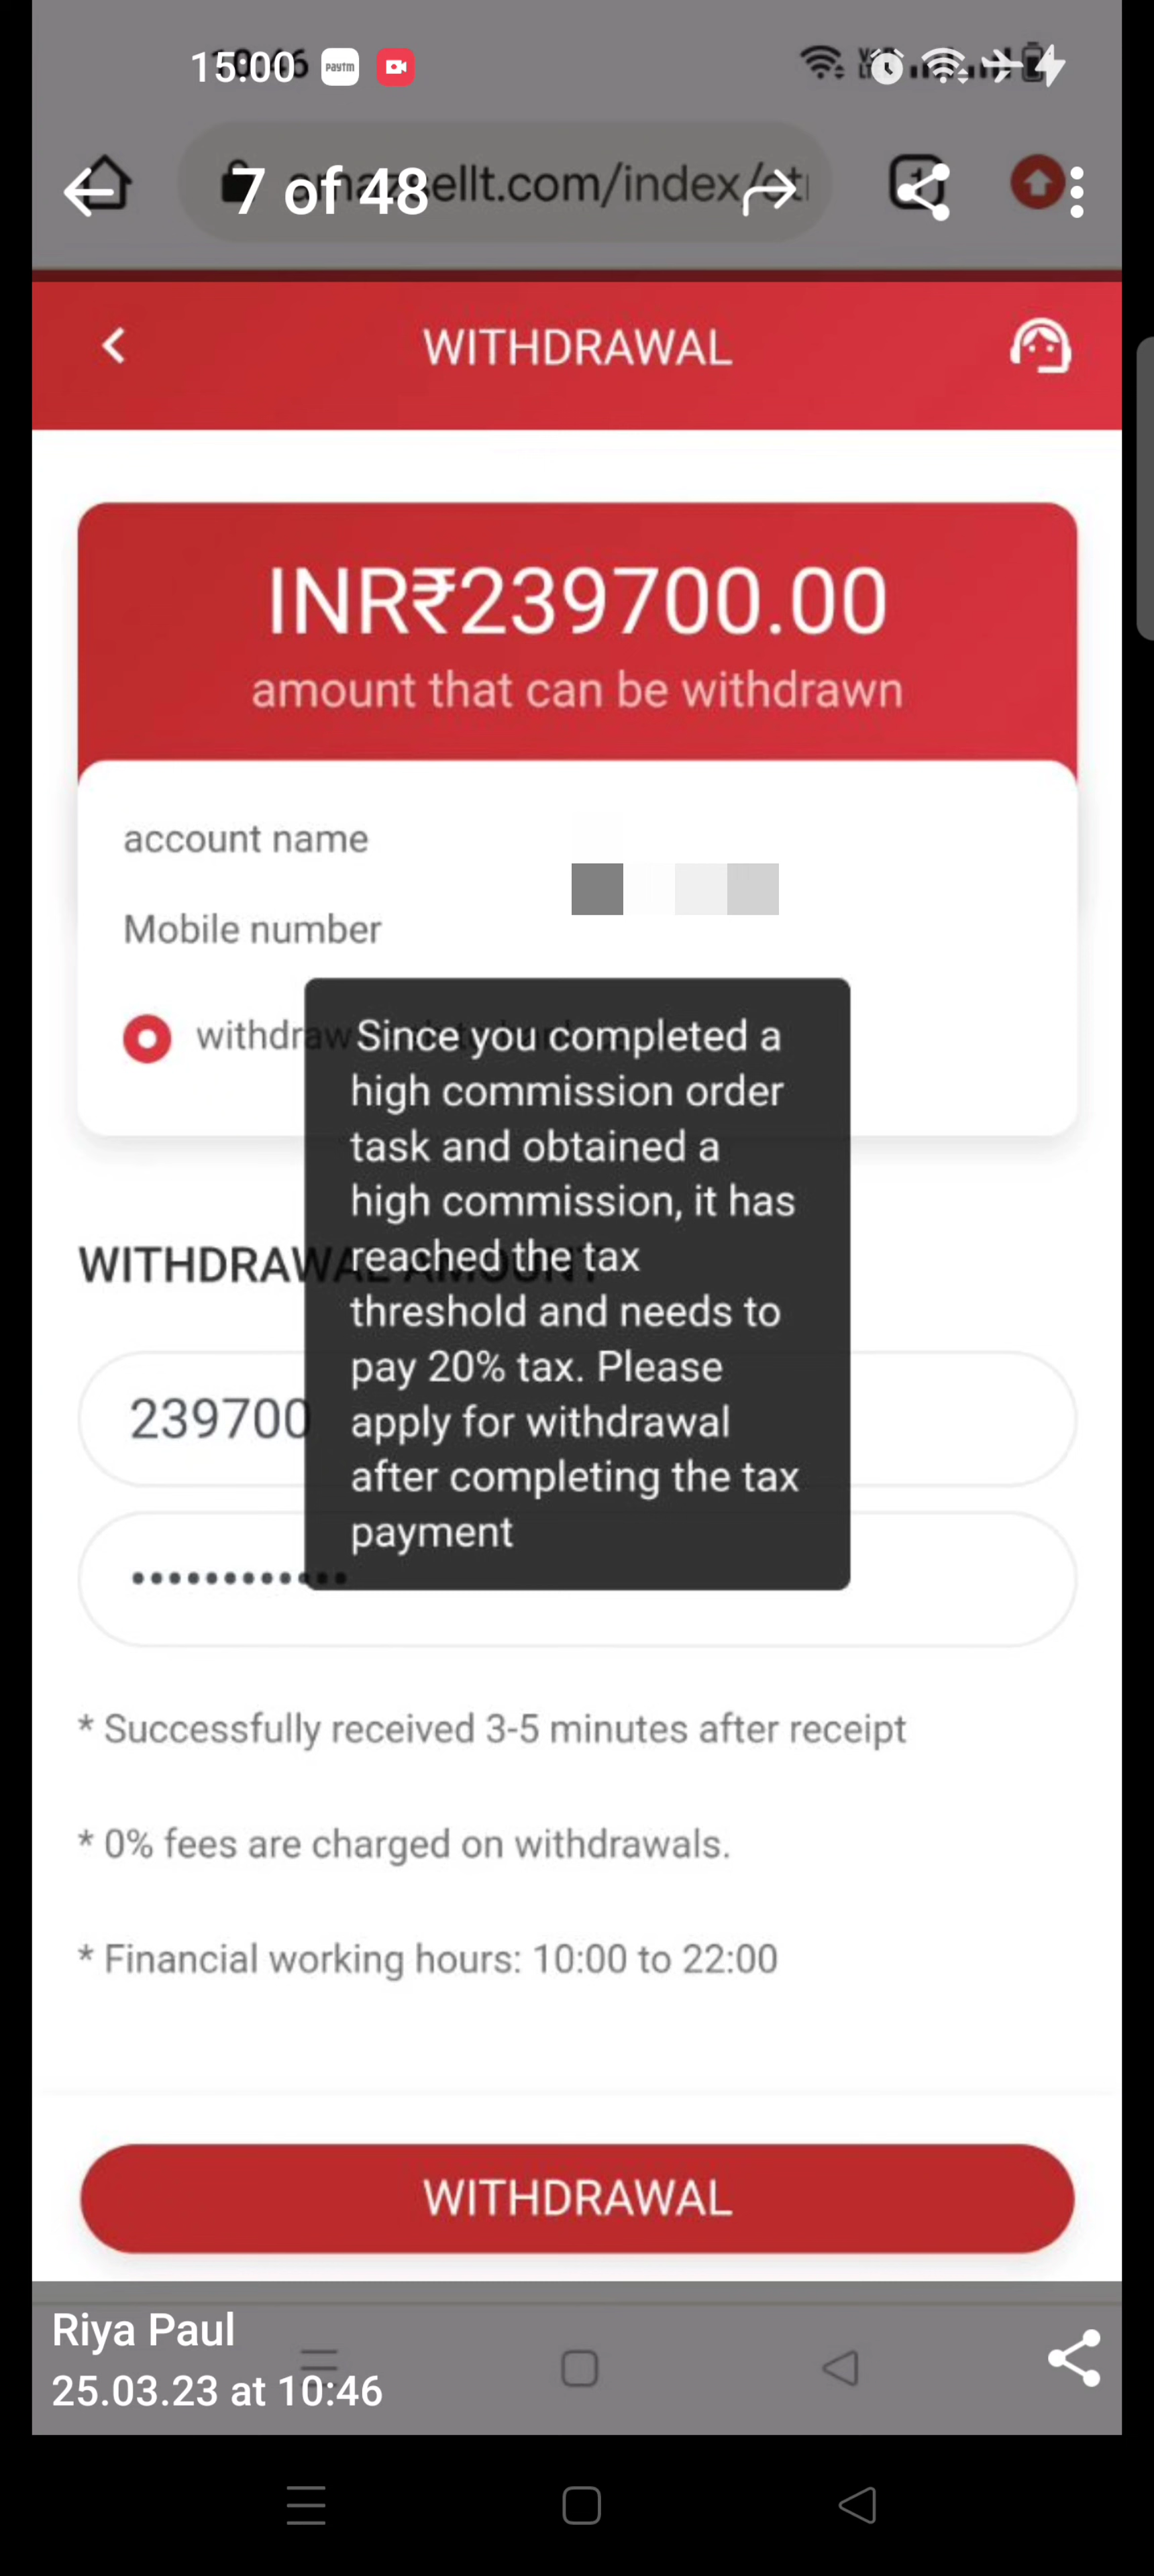 15:00 paytm
7 of 48 ellt.com/index/
WITHDRAWAL
INR₹239700.00
amount that can be withdrawn
account name
Mobile number
withdraw
Since you completed a
high commission order
task and obtained a
high commission, it has
reached the tax
threshold and needs to
pay 20% tax. Please
apply for withdrawal
after completing the tax
payment
WITHDRAWAL AMOUNT
239700
* Successfully received 3-5 minutes after receipt
* 0% fees are charged on withdrawals.
* Financial working hours: 10:00 to 22:00
WITHDRAWAL
Riya Paul
25.03.23 at 10:46